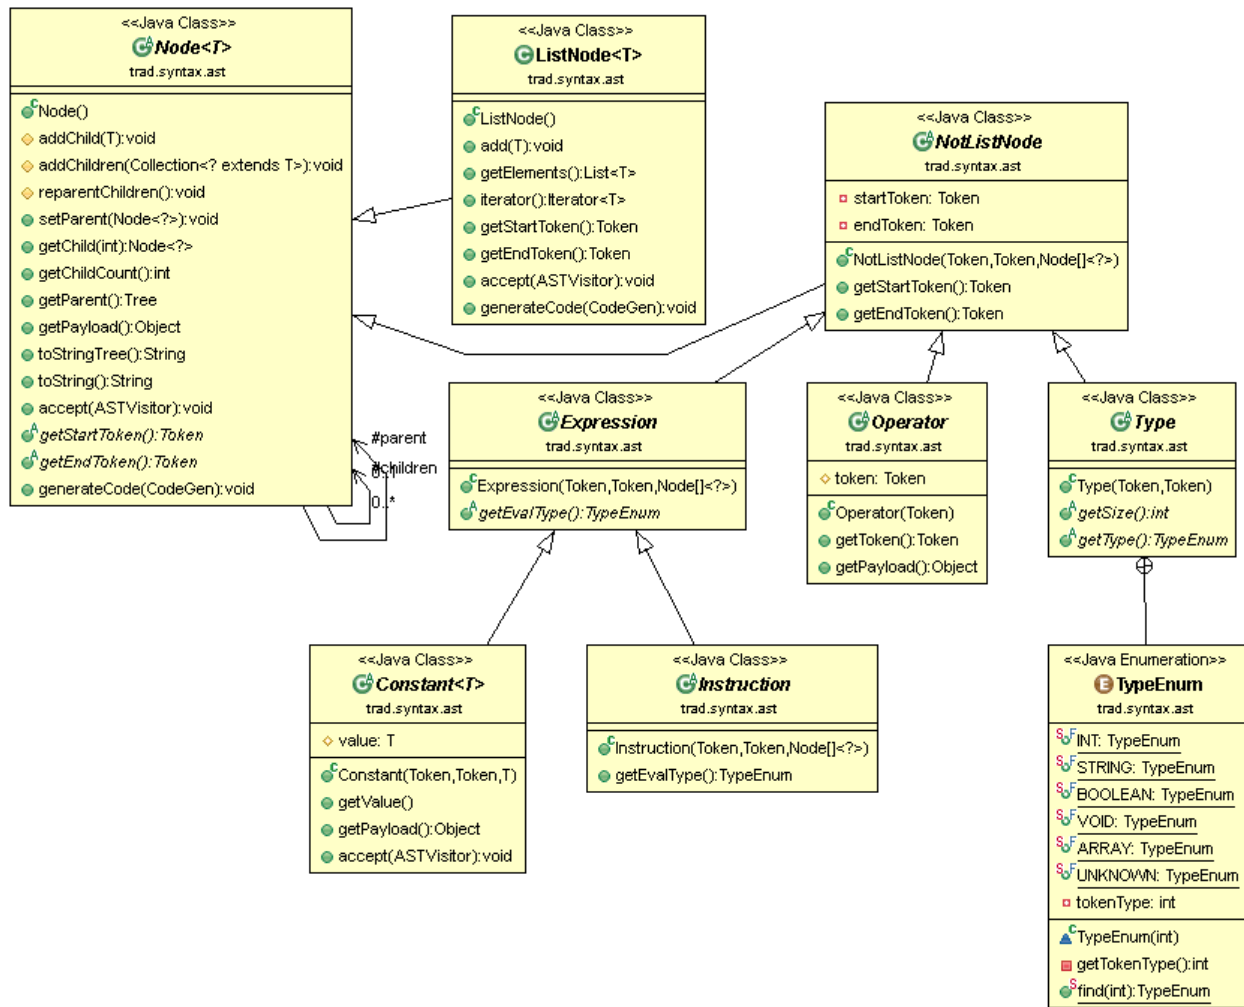 <<Java Class>>
Node<T>
trad.syntax.ast
Node()
addChild(T):void
addChildren(Collection<? extends T>):void
reparentChildren():void
setParent(Node<?>):void
getChild(int):Node<?>
getChildCount():int
getParent():Tree
getPayload():Object
toStringTree():String
toString():String
accept(ASTVisitor):void
getStartToken():Token
getEndToken():Token
generateCode(CodeGen):void
#parent
0..1
#children
0..*
<<Java Class>>
ListNode<T>
trad.syntax.ast
ListNode()
add(T):void
getElements():List<T>
iterator():Iterator<T>
getStartToken():Token
getEndToken():Token
accept(ASTVisitor):void
generateCode(CodeGen):void
<<Java Class>>
NotListNode
trad.syntax.ast
startToken: Token
endToken: Token
NotListNode(Token,Token,Node[]<?>)
getStartToken():Token
getEndToken():Token
<<Java Class>>
Expression
trad.syntax.ast
Expression(Token,Token,Node[]<?>)
getEvalType():TypeEnum
<<Java Class>>
Operator
trad.syntax.ast
token: Token
Operator(Token)
getToken():Token
getPayload():Object
<<Java Class>>
Type
trad.syntax.ast
Type(Token,Token)
getSize():int
getType():TypeEnum
<<Java Class>>
Constant<T>
trad.syntax.ast
value: T
Constant(Token,Token,T)
getValue()
getPayload():Object
accept(ASTVisitor):void
<<Java Class>>
Instruction
trad.syntax.ast
Instruction(Token,Token,Node[]<?>)
getEvalType():TypeEnum
<<Java Enumeration>>
TypeEnum
trad.syntax.ast
INT: TypeEnum
STRING: TypeEnum
BOOLEAN: TypeEnum
VOID: TypeEnum
ARRAY: TypeEnum
UNKNOWN: TypeEnum
tokenType: int
TypeEnum(int)
getTokenType():int
find(int):TypeEnum